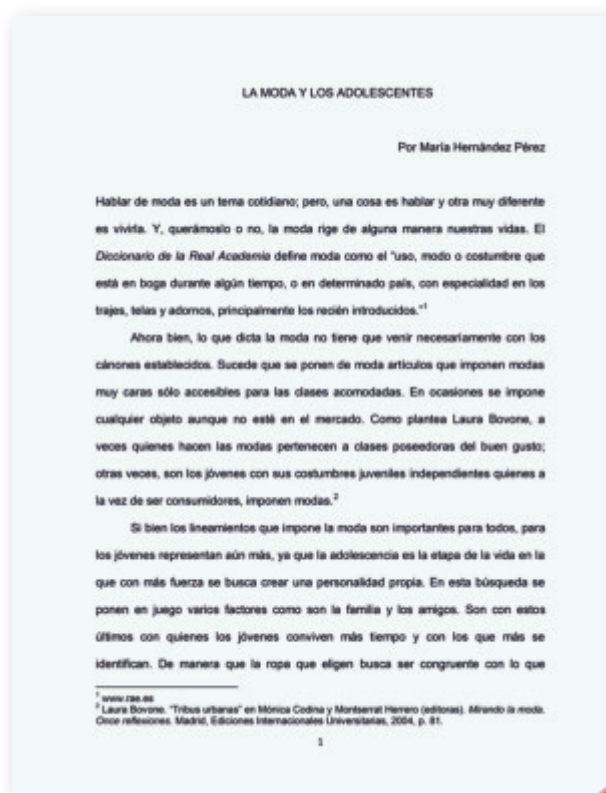 LA MODA Y LOS ADOLESCENTES
Por María Hernández Pérez
Hablar de moda es un tema cotidiano; pero, una cosa es hablar y otra muy diferente
es vivirla. Y, querámoslo o no, la moda rige de alguna manera nuestras vidas. El
Diccionario de la Real Academia define moda como el "uso, modo o costumbre que
está en boga durante algún tiempo, o en determinado país, con especialidad en los
trajes, telas y adornos, principalmente los recién introducidos."1
Ahora bien, lo que dicta la moda no tiene que venir necesariamente con los
cánones establecidos. Sucede que se ponen de moda artículos que imponen modas
muy caras sólo accesibles para las clases acomodadas. En ocasiones se impone
cualquier objeto aunque no esté en el mercado. Como plantea Laura Bovone, a
veces quienes hacen las modas pertenecen a clases poseedoras del buen gusto;
otras veces, son los jóvenes con sus costumbres juveniles independientes quienes a
la vez de ser consumidores, imponen modas.2
Si bien los lineamientos que impone la moda son importantes para todos, para
los jóvenes representan aún más, ya que la adolescencia es la etapa de la vida en la
que con más fuerza se busca crear una personalidad propia. En esta búsqueda se
ponen en juego varios factores como son la familia y los amigos. Son con estos
últimos con quienes los jóvenes conviven más tiempo y con los que más se
identifican. De manera que la ropa que eligen busca ser congruente con lo que
1 www.rae.es
2 Laura Bovone. "Tribus urbanas" en Mónica Codina y Montserrat Herrero (editoras). Mirando la moda.
Once reflexiones. Madrid, Ediciones Internacionales Universitarias, 2004, p. 81.
1